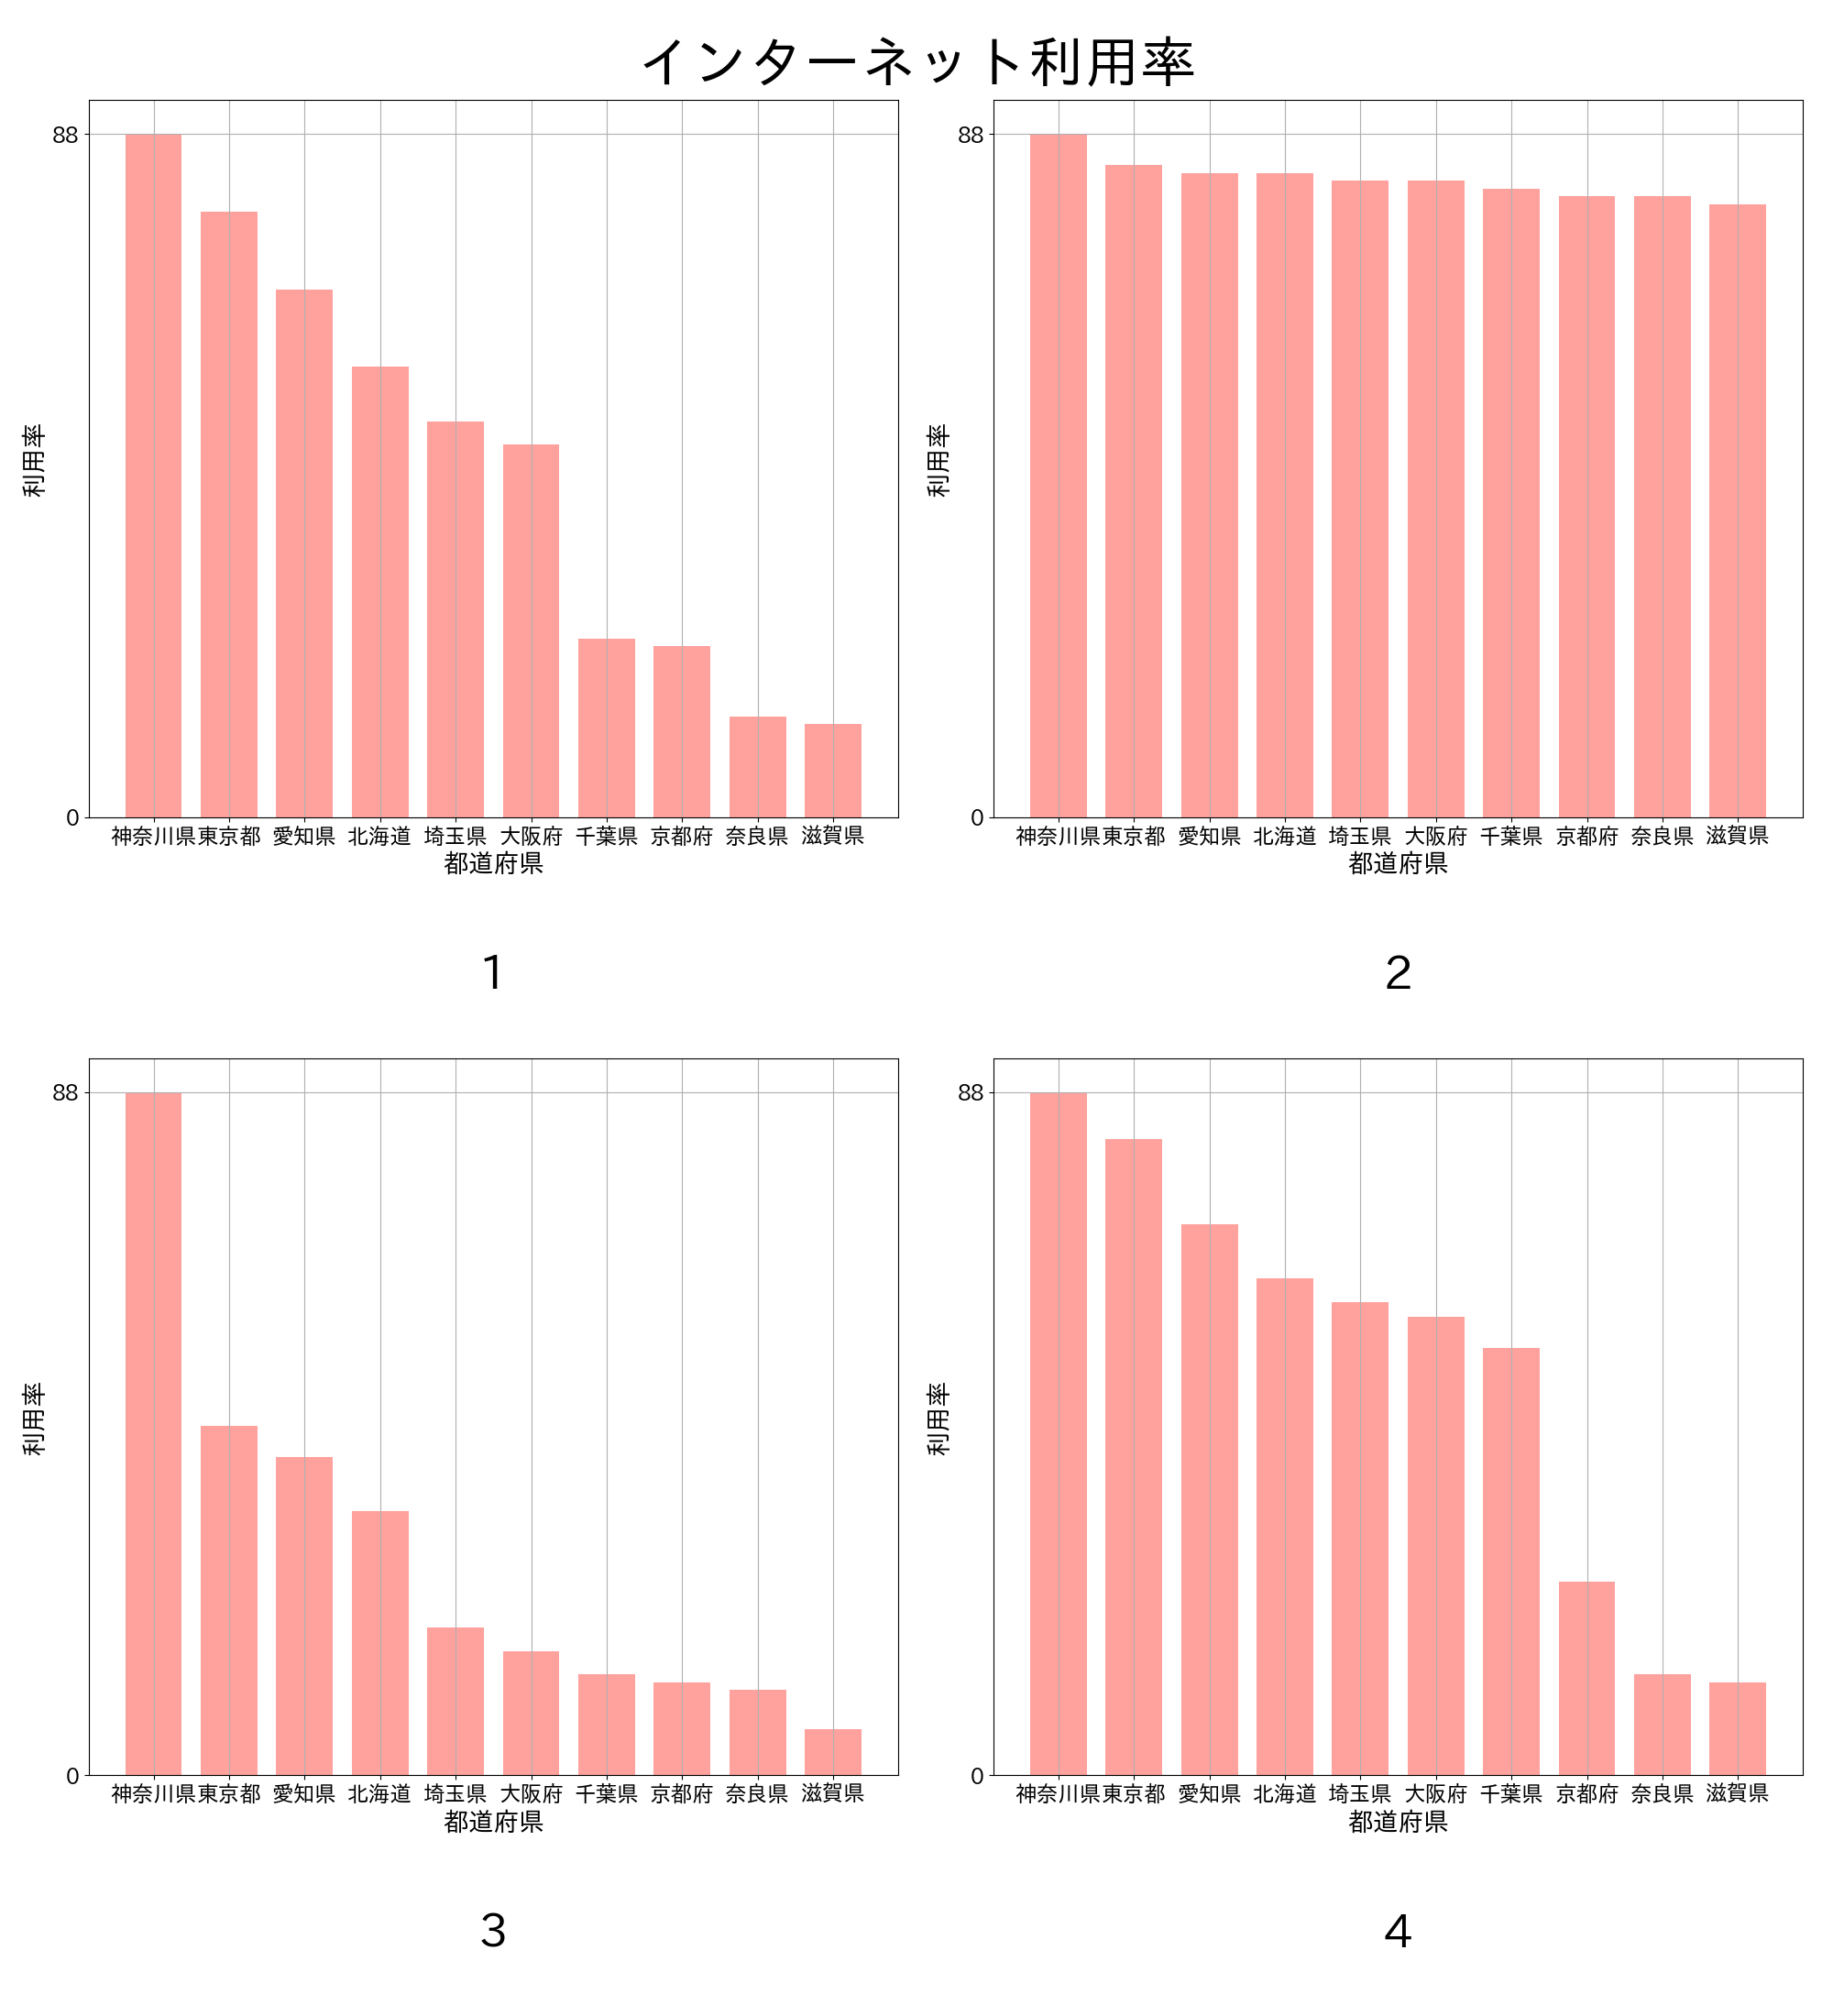 インターネット利用率
88
0
利用率
神奈川県 東京都 愛知県 北海道 埼玉県 大阪府 千葉県 京都府 奈良県 滋賀県
都道府県
1
88
0
利用率
神奈川県 東京都 愛知県 北海道 埼玉県 大阪府 千葉県 京都府 奈良県 滋賀県
都道府県
2
88
0
利用率
神奈川県 東京都 愛知県 北海道 埼玉県 大阪府 千葉県 京都府 奈良県 滋賀県
都道府県
3
88
0
利用率
神奈川県 東京都 愛知県 北海道 埼玉県 大阪府 千葉県 京都府 奈良県 滋賀県
都道府県
4